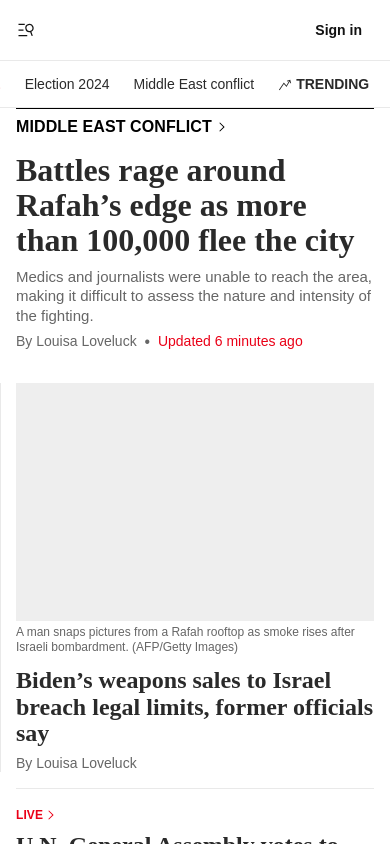 Sign in
Election 2024
Middle East conflict
TRENDING
MIDDLE EAST CONFLICT
Battles rage around
Rafah’s edge as more
than 100,000 flee the city
Medics and journalists were unable to reach the area,
making it difficult to assess the nature and intensity of
the fighting.
By Louisa Loveluck • Updated 6 minutes ago
A man snaps pictures from a Rafah rooftop as smoke rises after
Israeli bombardment. (AFP/Getty Images)
Biden’s weapons sales to Israel
breach legal limits, former officials
say
By Louisa Loveluck
LIVE
U.N. General Assembly votes to